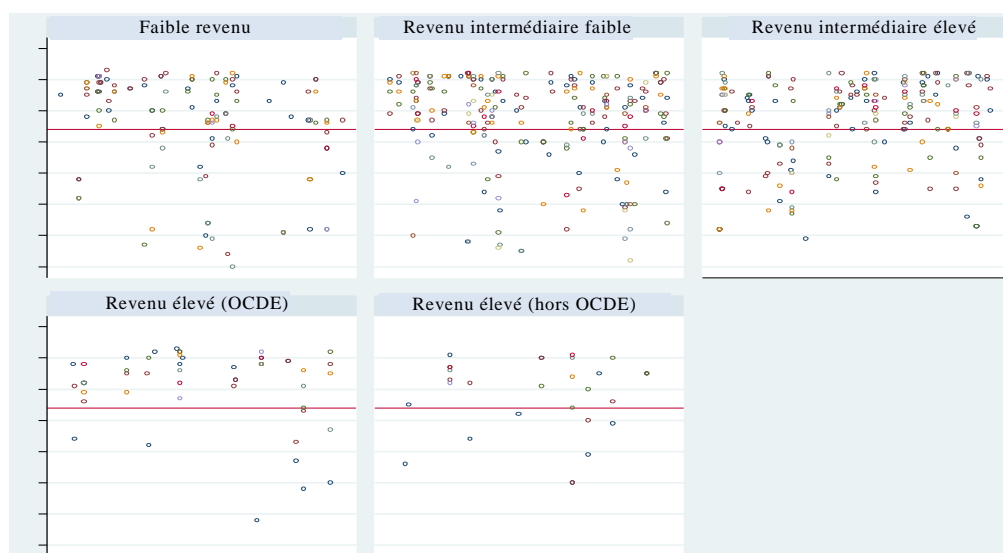 Faible revenu
Revenu intermédiaire faible
Revenu intermédiaire élevé
Revenu élevé (OCDE)
Revenu élevé (hors OCDE)